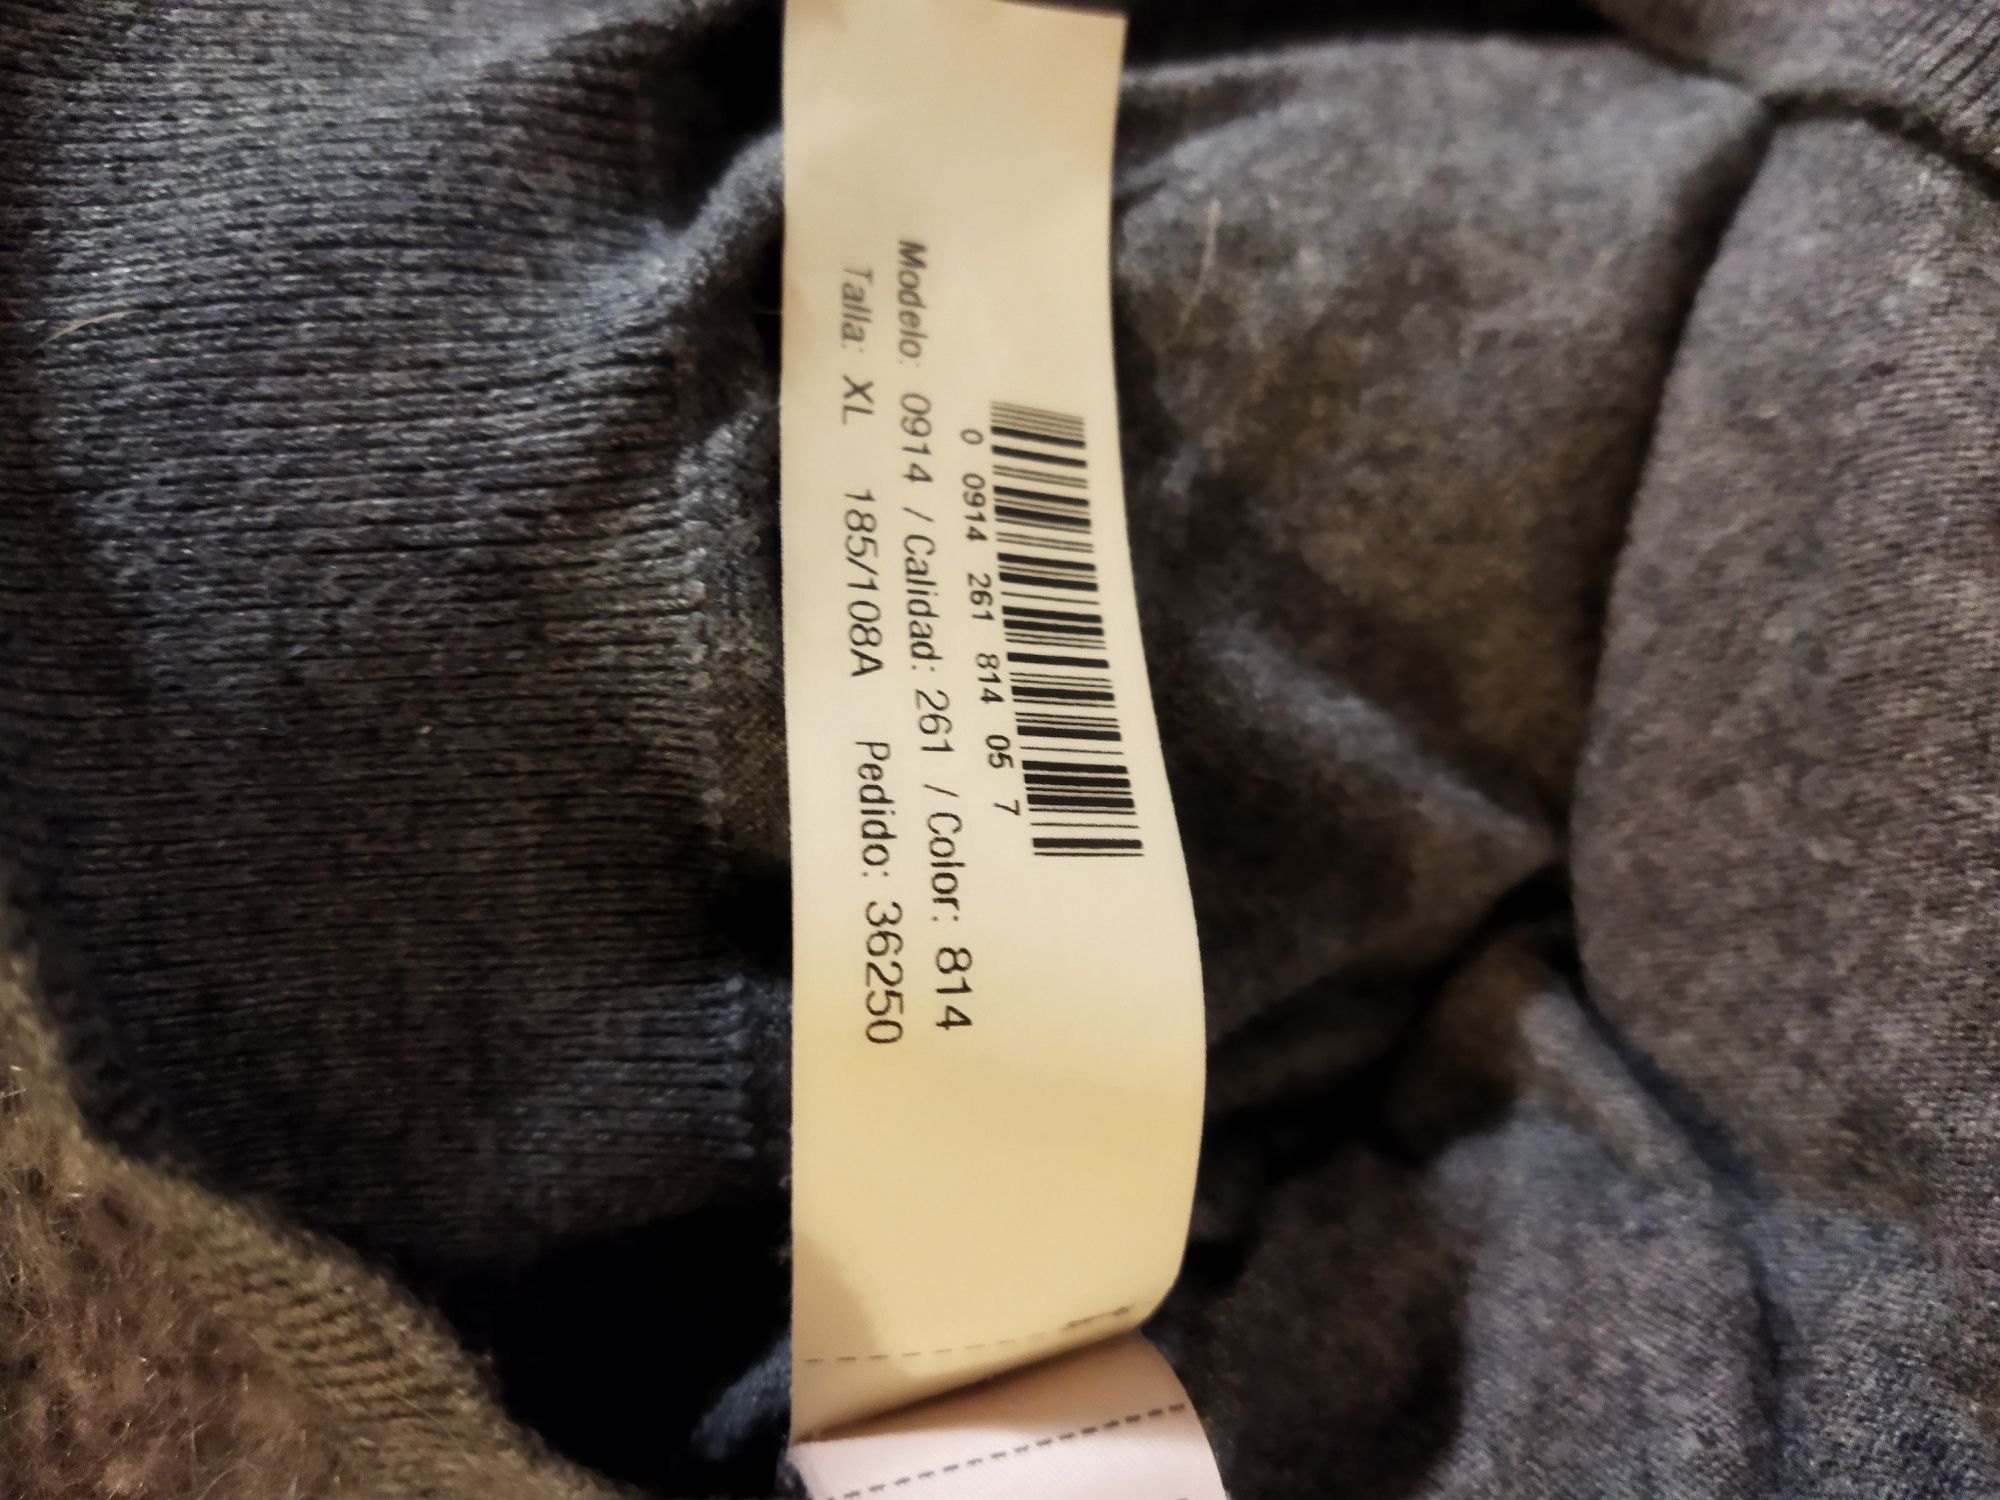 0 0914 261 814 05 7
Modelo: 0914 / Calidad: 261 / Color: 814
Talla: XL 185/108A Pedido: 36250